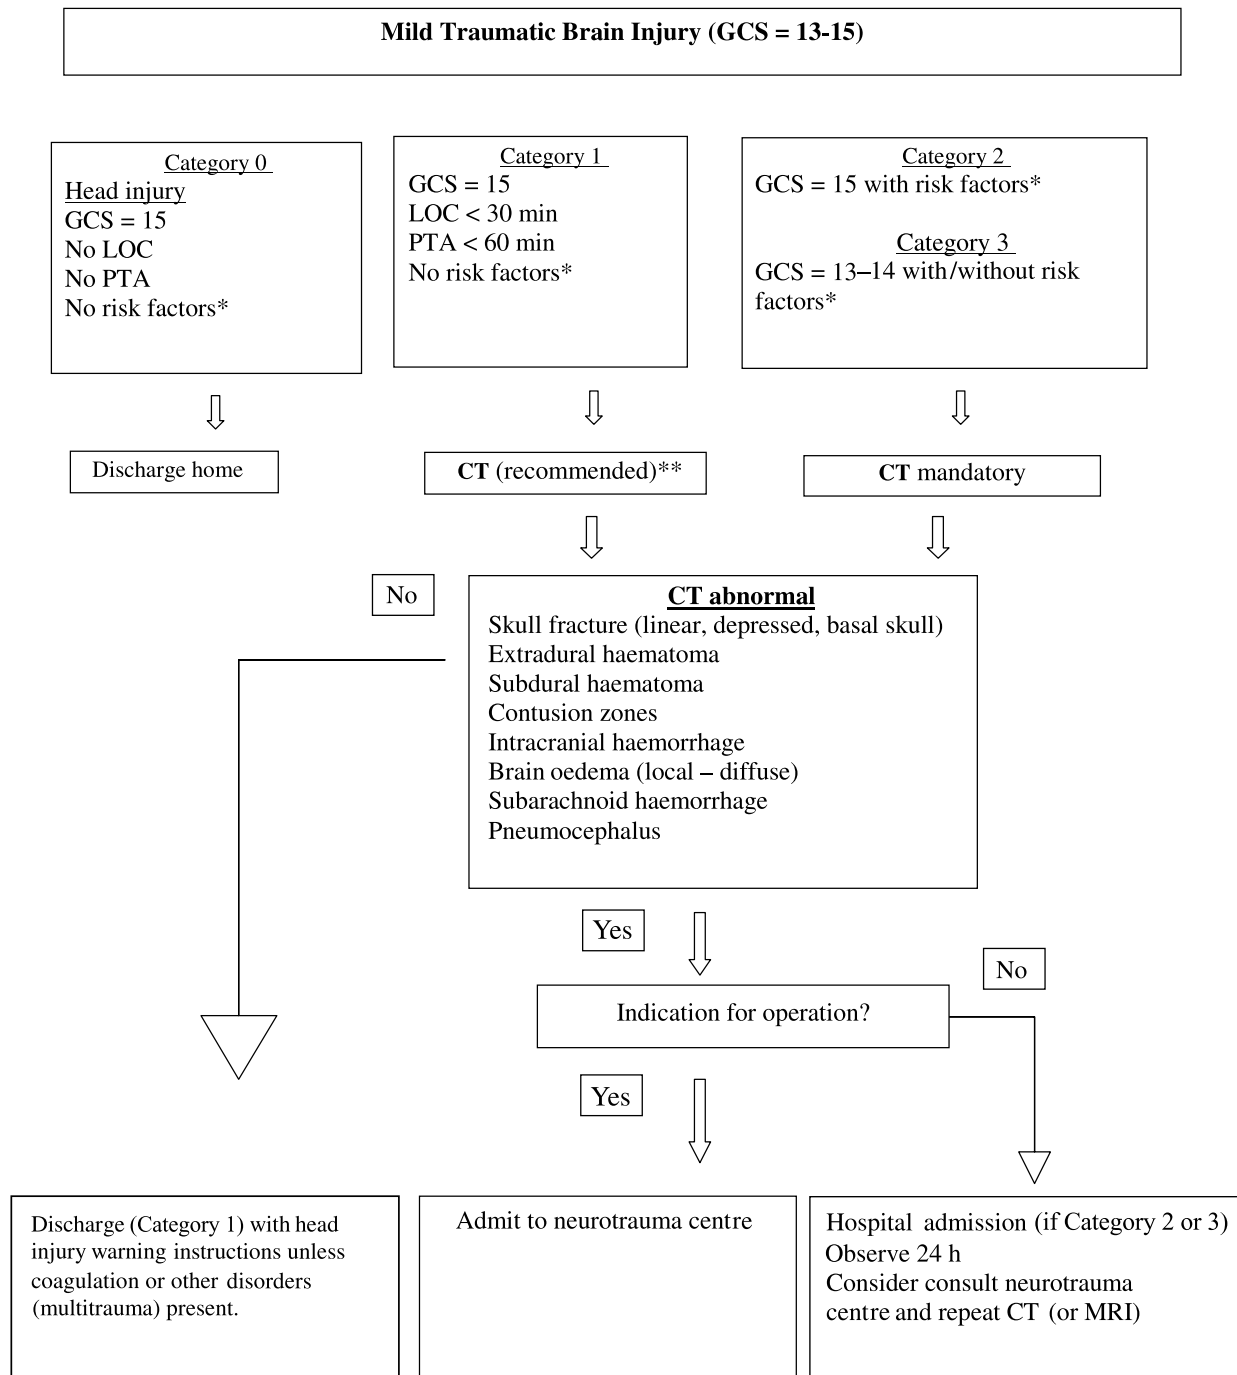 Mild Traumatic Brain Injury (GCS = 13-15)
Category 0
Head injury
GCS = 15
No LOC
No PTA
No risk factors*
Category 1
GCS = 15
LOC < 30 min
PTA < 60 min
No risk factors*
Category 2
GCS = 15 with risk factors*
Category 3
GCS = 13–14 with/without risk
factors*
Discharge home
CT (recommended)**
CT mandatory
No
CT abnormal
Skull fracture (linear, depressed, basal skull)
Extradural haematoma
Subdural haematoma
Contusion zones
Intracranial haemorrhage
Brain oedema (local – diffuse)
Subarachnoid haemorrhage
Pneumocephalus
Yes
No
Indication for operation?
Yes
Discharge (Category 1) with head
injury warning instructions unless
coagulation or other disorders
(multitrauma) present.
Admit to neurotrauma centre
Hospital admission (if Category 2 or 3)
Observe 24 h
Consider consult neurotrauma
centre and repeat CT (or MRI)